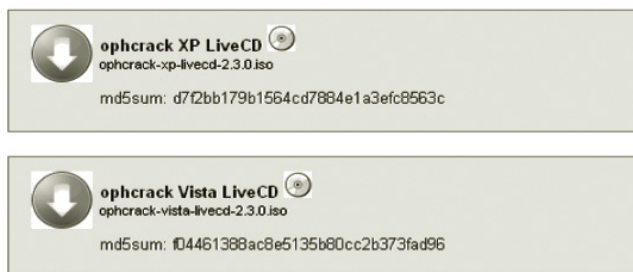 ophcrack XP LiveCD
ophcrack-xp-livecd-2.3.0.iso
md5sum: d7f2bb179b1564cd7884e1a3efc8563c
ophcrack Vista LiveCD
ophcrack-vista-livecd-2.3.0.iso
md5sum: f04461388ac8e5135b80cc2b373fad96